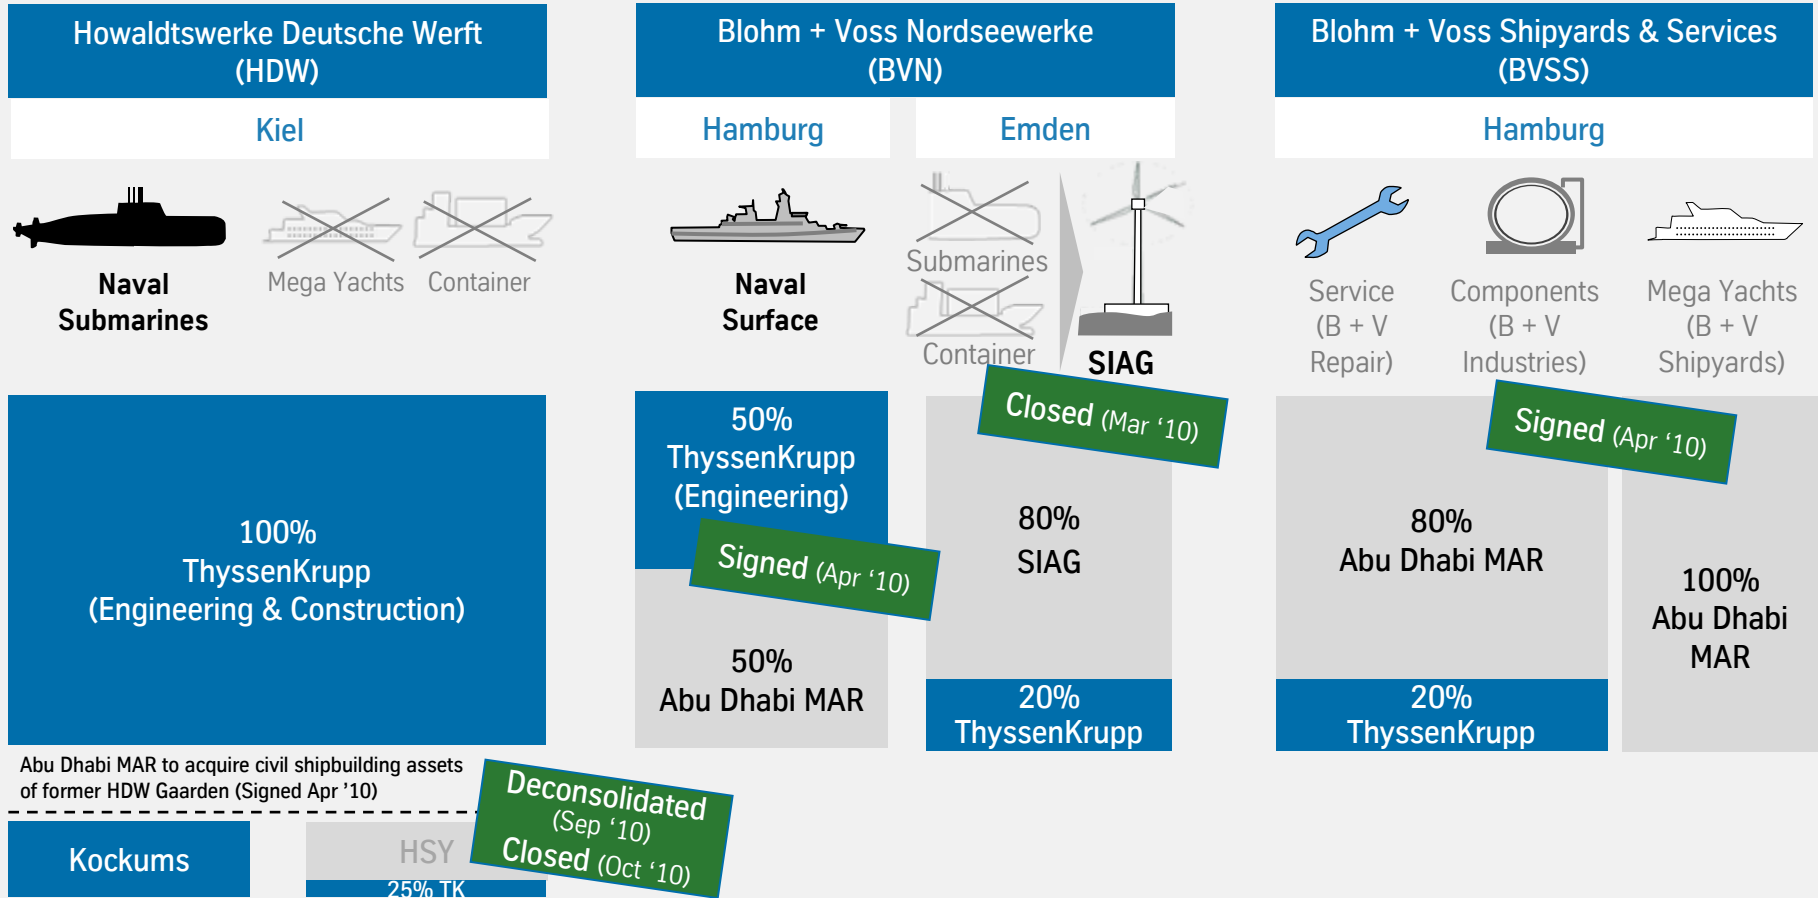 Howaldtswerke Deutsche Werft
(HDW)
Kiel
Naval
Submarines
Mega Yachts
Container
100%
ThyssenKrupp
(Engineering & Construction)
Abu Dhabi MAR to acquire civil shipbuilding assets
of former HDW Gaarden (Signed Apr ’10)
Kockums
HSY
25% TK
Deconsolidated
(Sep ‘10)
Closed (Oct ‘10)
Blohm + Voss Nordseewerke
(BVN)
Hamburg
Naval
Surface
50%
ThyssenKrupp
(Engineering)
Signed (Apr ‘10)
50%
Abu Dhabi MAR
Emden
Submarines
Container
SIAG
Closed (Mar ‘10)
80%
SIAG
20%
ThyssenKrupp
Blohm + Voss Shipyards & Services
(BVSS)
Hamburg
Service
(B + V
Repair)
Components
(B + V
Industries)
Mega Yachts
(B + V
Shipyards)
Signed (Apr ‘10)
80%
Abu Dhabi MAR
20%
ThyssenKrupp
100%
Abu Dhabi
MAR